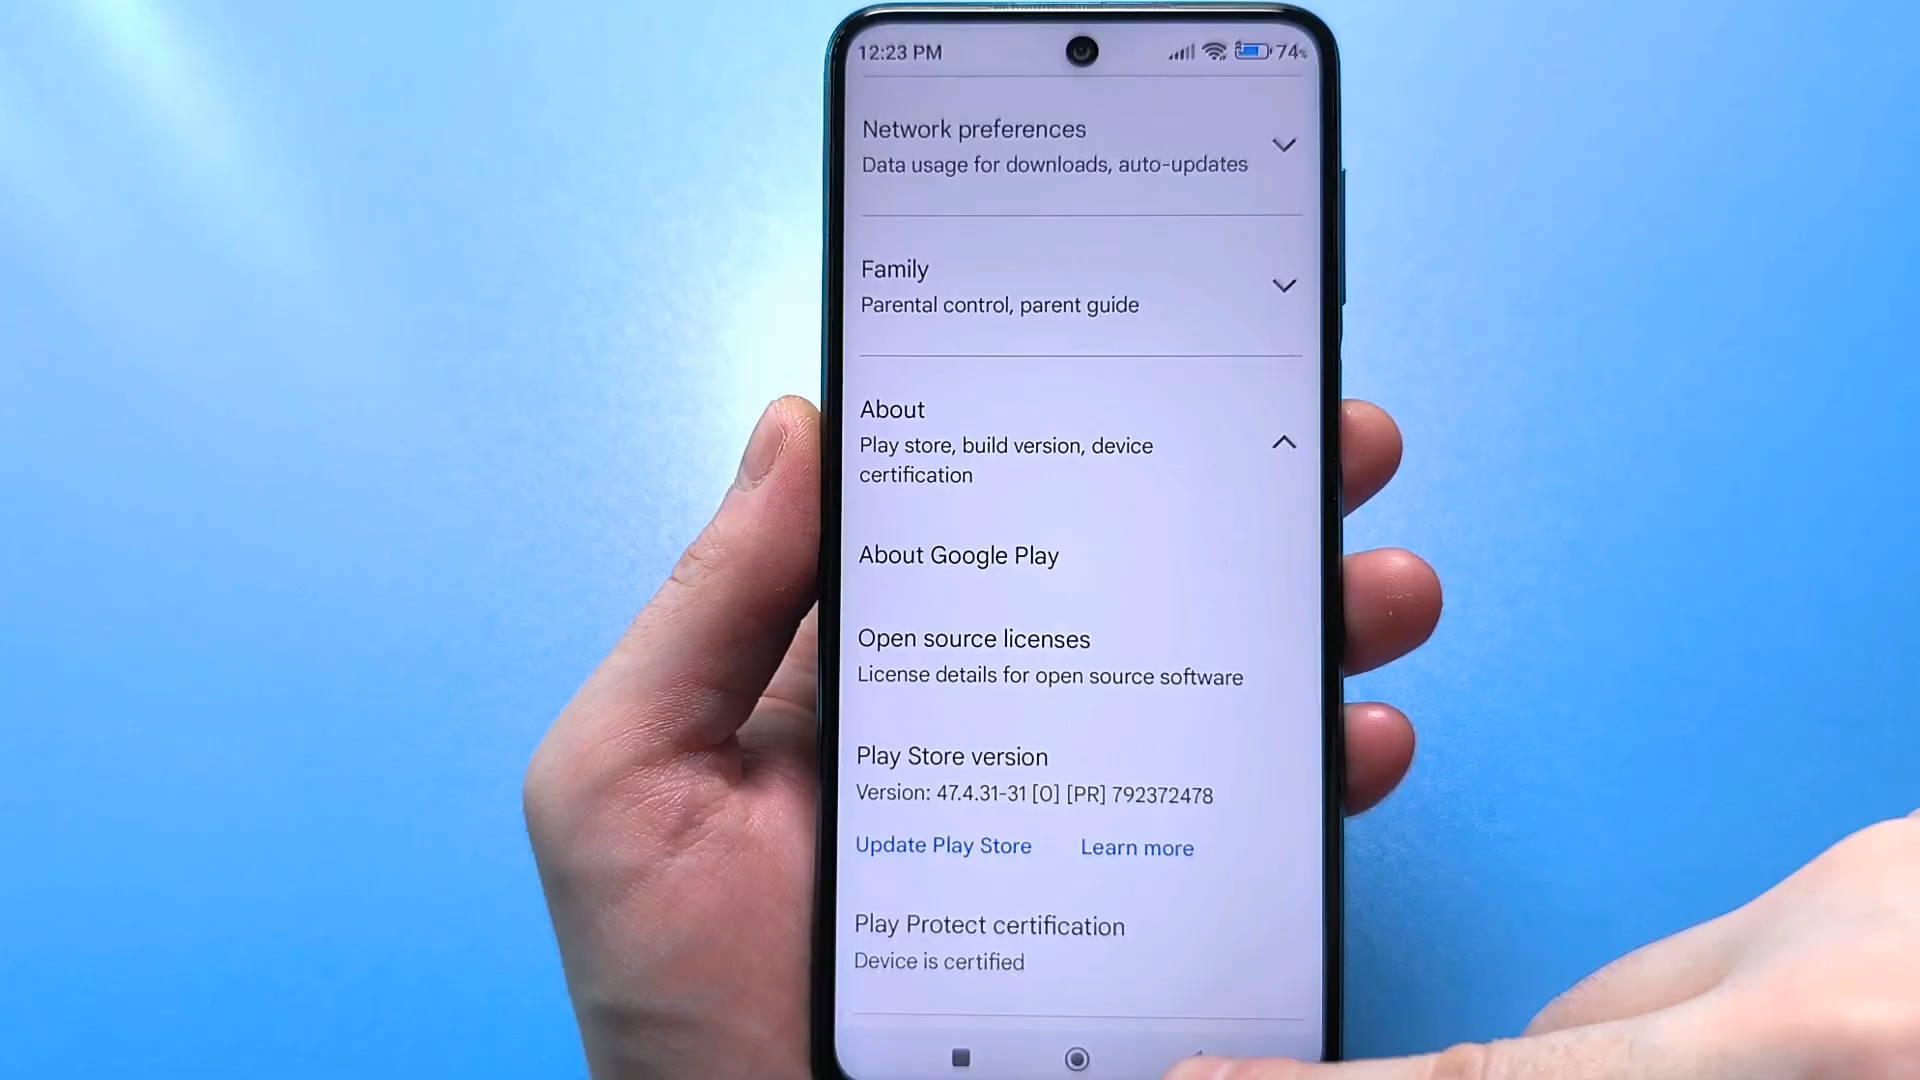 12:23 PM
74%
Network preferences
Data usage for downloads, auto-updates
Family
Parental control, parent guide
About
Play store, build version, device
certification
About Google Play
Open source licenses
License details for open source software
Play Store version
Version: 47.4.31-31 [0] [PR] 792372478
Update Play Store
Learn more
Play Protect certification
Device is certified